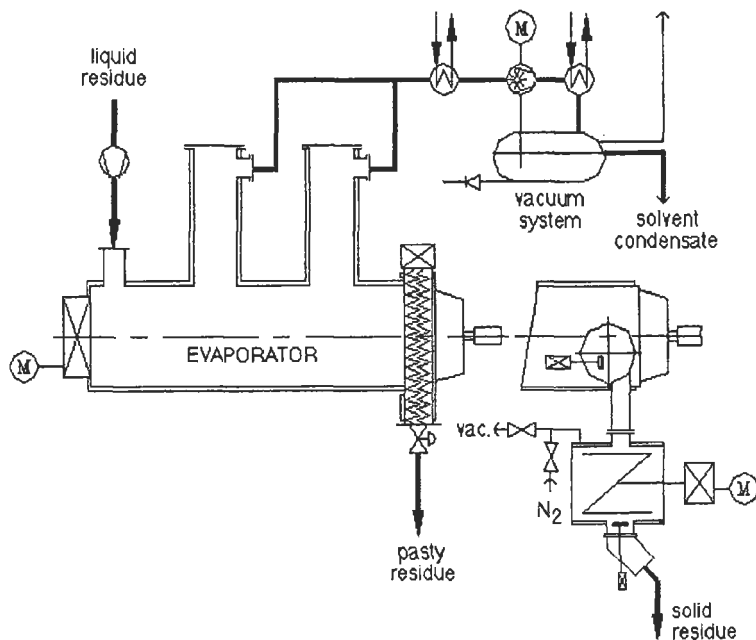 liquid
residue
M
vacuum
system
solvent
condensate
EVAPORATOR
M
vac.
N2
M
pasty
residue
solid
residue